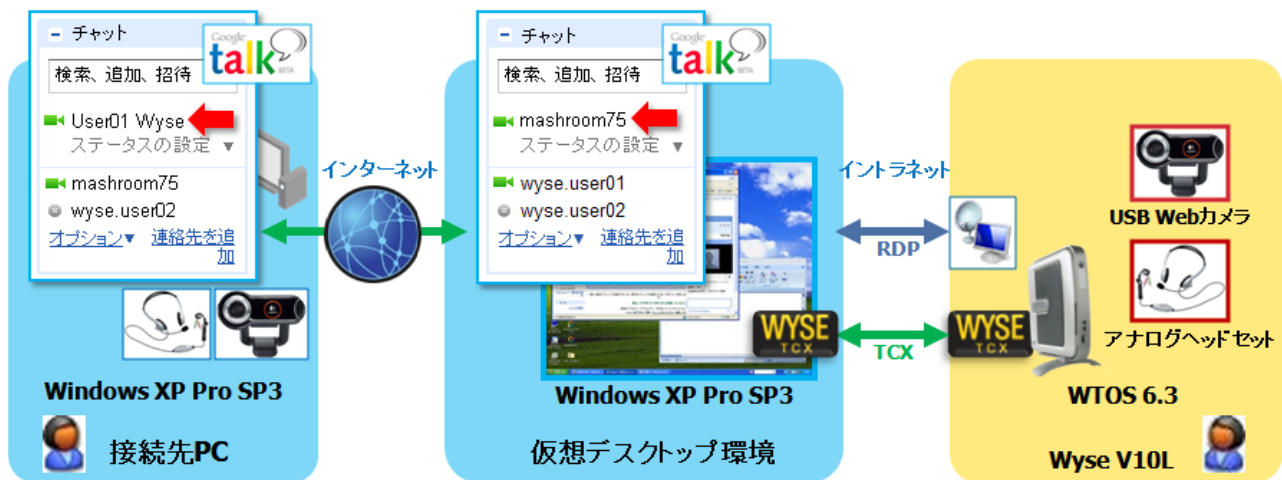 − チャット
Google talk BETA
検索、追加、招待
User01 Wyse
ステータスの設定 ▼
mashroom75
wyse.user02
オプション▼ 連絡先を追
加
Windows XP Pro SP3
接続先PC
インターネット
− チャット
Google talk BETA
検索、追加、招待
mashroom75
ステータスの設定 ▼
wyse.user01
wyse.user02
オプション▼ 連絡先を追
加
WYSE
TCX
Windows XP Pro SP3
仮想デスクトップ環境
イントラネット
RDP
TCX
WYSE
TCX
USB Webカメラ
アナログヘッドセット
WTOS 6.3
Wyse V10L